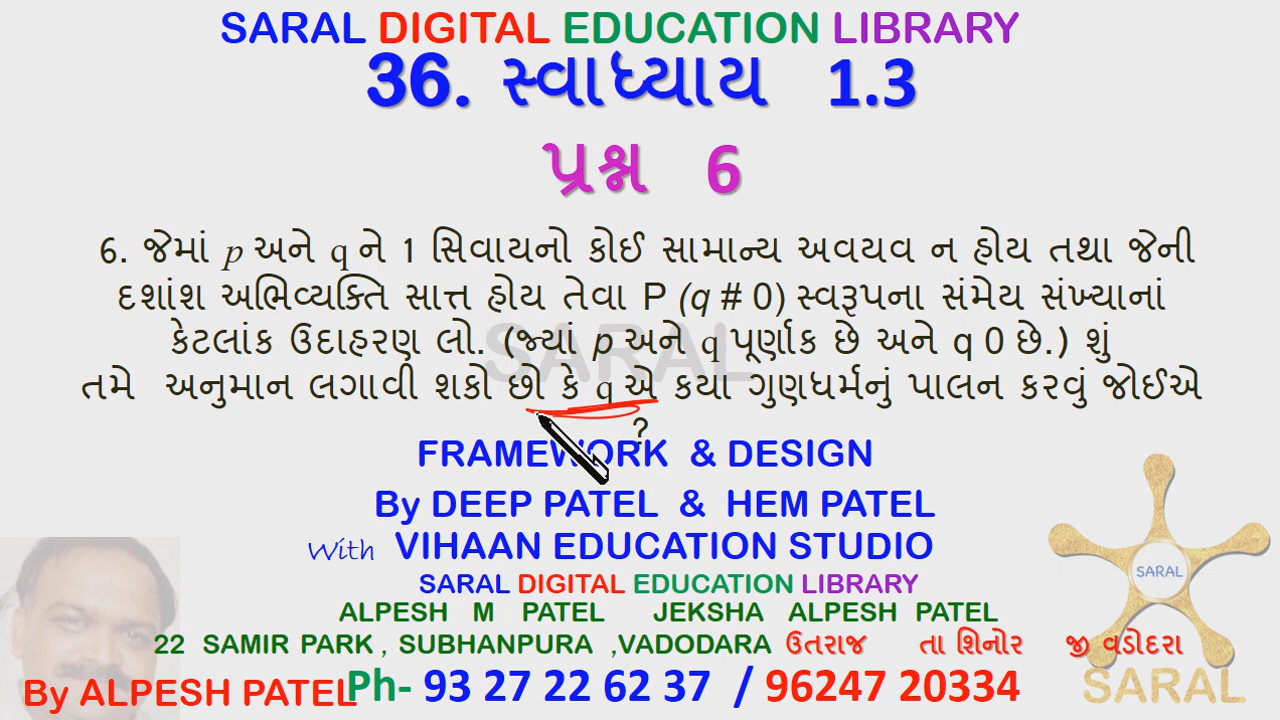 SARAL DIGITAL EDUCATION LIBRARY
36. સ્વાધ્યાય 1.3
પ્રશ્ન 6
6. જેમાં p અને q ને 1 સિવાયનો કોઈ સામાન્ય અવયવ ન હોય તથા જેની
દશાંશ અભિવ્યક્તિ સાત્ત હોય તેવા P (q # 0) સ્વરૂપના સંમેય સંખ્યાનાં
કેટલાંક ઉદાહરણ લો. (જ્યાં p અને q પૂર્ણાંક છે અને q 0 છે.) શું
તમે અનુમાન લગાવી શકો છો કે q એ કયા ગુણધર્મનું પાલન કરવું જોઈએ
?
SARAL
FRAMEWORK & DESIGN
By DEEP PATEL & HEM PATEL
With VIHAAN EDUCATION STUDIO
SARAL DIGITAL EDUCATION LIBRARY
ALPESH M PATEL JEKSHA ALPESH PATEL
22 SAMIR PARK , SUBHANPURA ,VADODARA ઉતરાજ તા શિનોર જી વડોદરા
By ALPESH PATEL Ph- 93 27 22 62 37 / 96247 20334
SARAL
SARAL